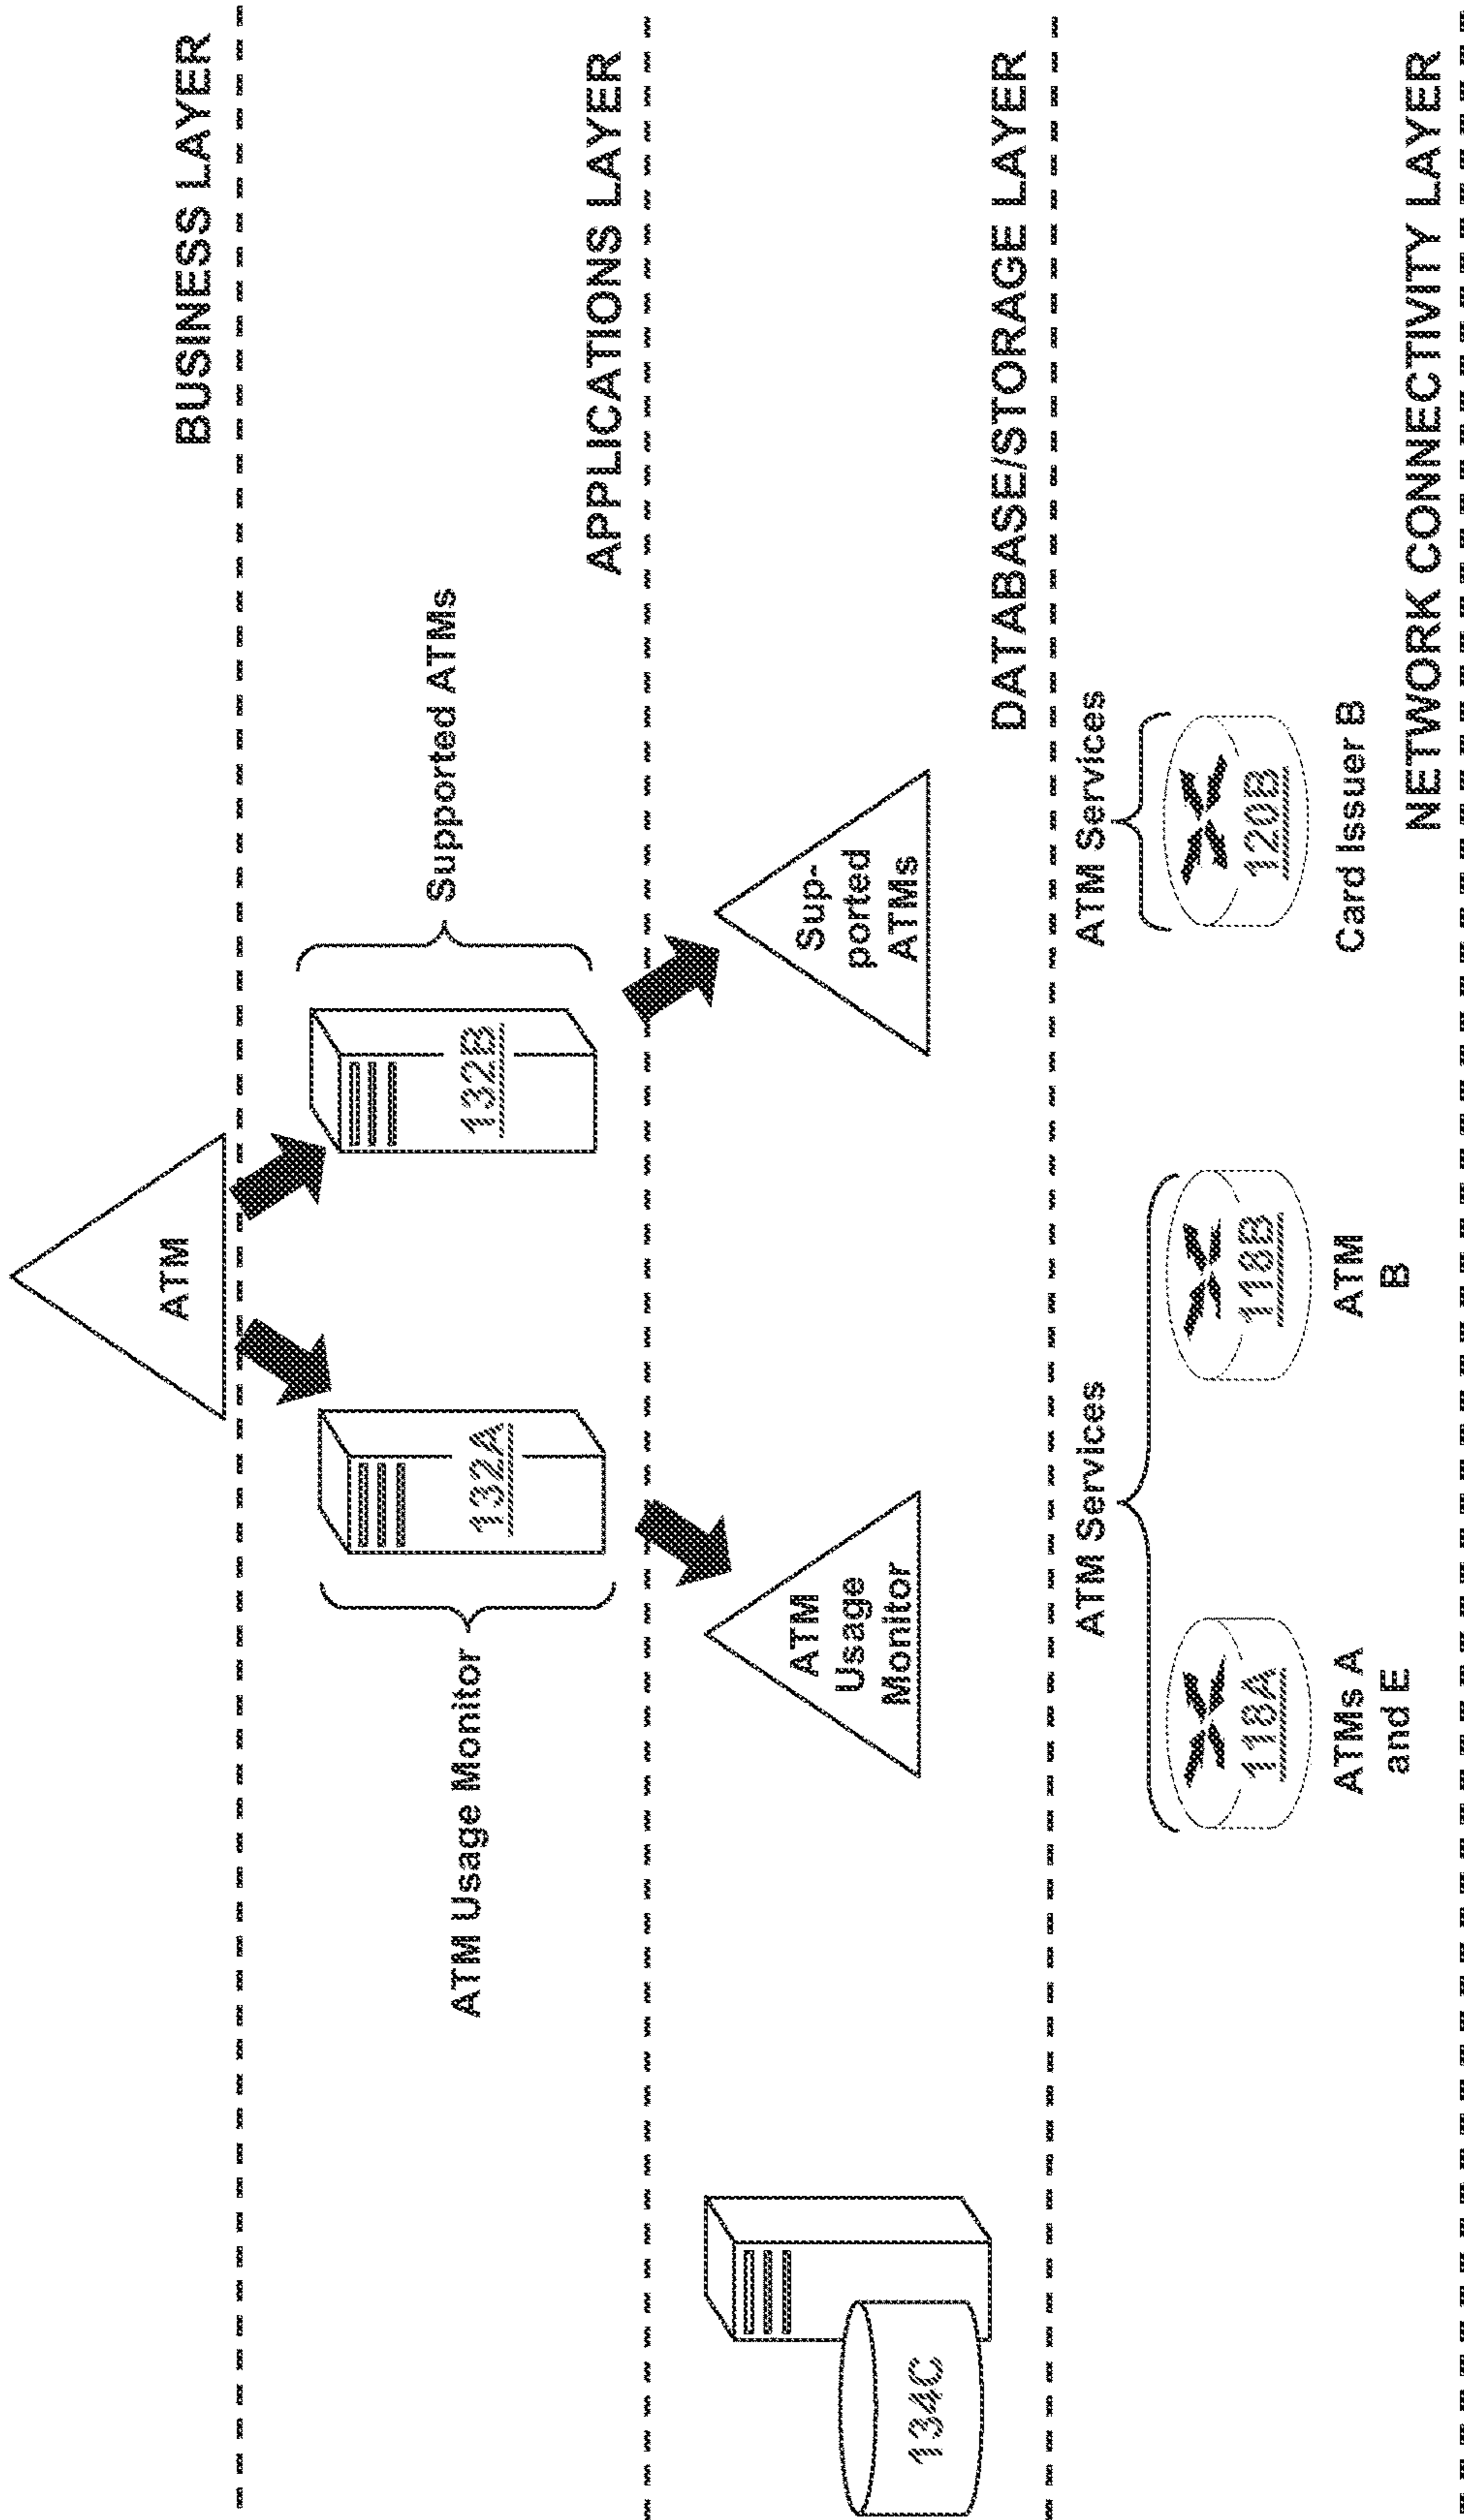 ATM
BUSINESS LAYER
ATM Usage Monitor
132A
132B
Supported ATMs
APPLICATIONS LAYER
134C
ATM
Usage
Monitor
Sup-
ported
ATMs
DATABASE/STORAGE LAYER
ATM Services
ATM Services
118A
118B
120B
ATMs A
and E
ATM
B
Card Issuer B
NETWORK CONNECTIVITY LAYER